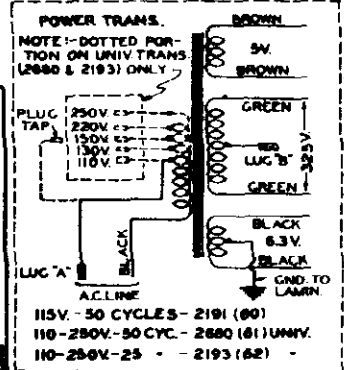 POWER TRANS.
NOTE:-DOTTED POR-
TION ON UNIV. TRANS
(2680 & 2193) ONLY
PLUG
TAP
250V.
220V.
150V.
130V.
110V.
LUG "A"
BLACK
A.C. LINE
BROWN
5V.
BROWN
GREEN
LUG "B"
325V.
GREEN
BLACK
6.3V.
BLACK
GND. TO
LAMN.
115V. - 50 CYCLES - 2191 (60)
110-250V.-50 CYC. - 2680 (61) UNIV.
110-250V.-25 " - 2193 (62) "